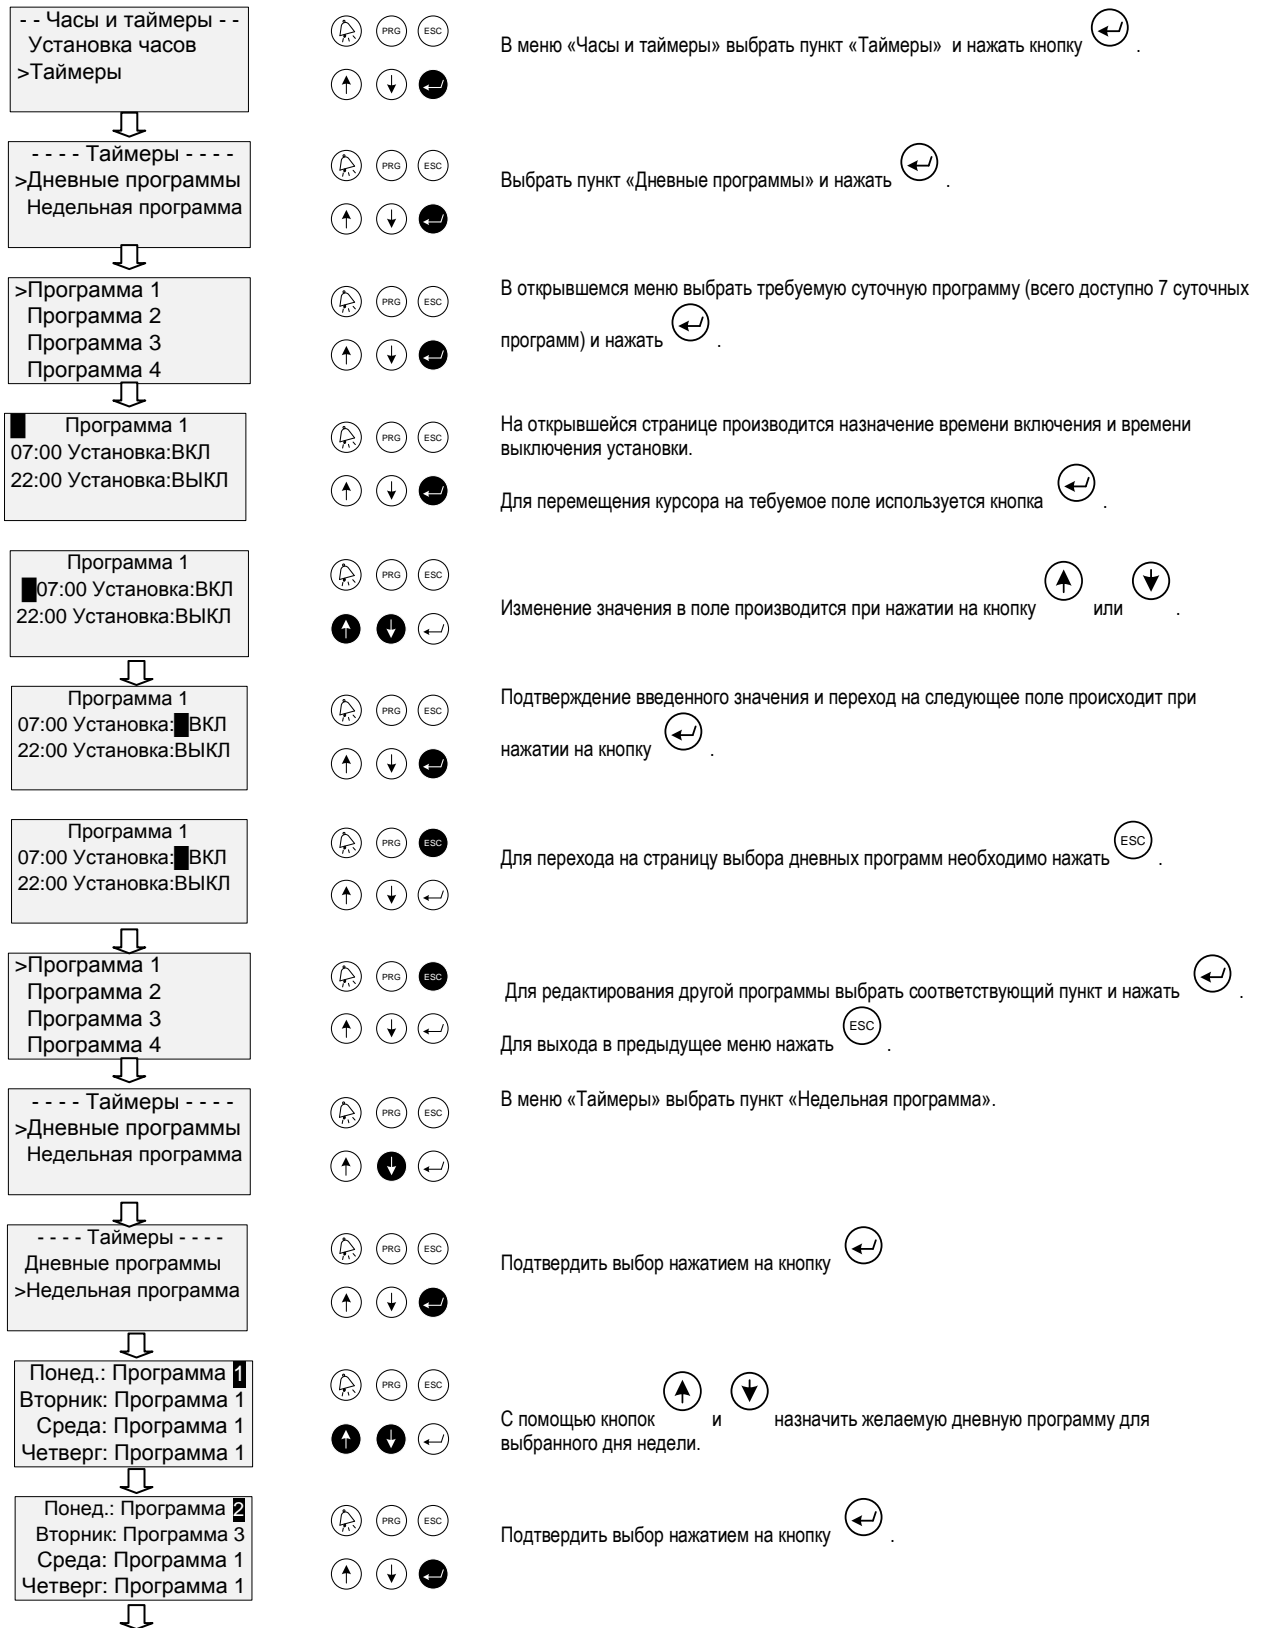 - - Часы и таймеры - -
Установка часов
>Таймеры
PRG ESC
В меню «Часы и таймеры» выбрать пункт «Таймеры» и нажать кнопку .
- - - - Таймеры - - - -
>Дневные программы
Недельная программа
PRG ESC
Выбрать пункт «Дневные программы» и нажать .
>Программа 1
Программа 2
Программа 3
Программа 4
PRG ESC
В открывшемся меню выбрать требуемую суточную программу (всего доступно 7 суточных
программ) и нажать .
Программа 1
07:00 Установка:ВКЛ
22:00 Установка:ВЫКЛ
PRG ESC
На открывшейся странице производится назначение времени включения и времени
выключения установки.
Для перемещения курсора на тебуемое поле используется кнопка .
Программа 1
07:00 Установка:ВКЛ
22:00 Установка:ВЫКЛ
PRG ESC
Изменение значения в поле производится при нажатии на кнопку или .
Программа 1
07:00 Установка: ВКЛ
22:00 Установка:ВЫКЛ
PRG ESC
Подтверждение введенного значения и переход на следующее поле происходит при
нажатии на кнопку .
Программа 1
07:00 Установка: ВКЛ
22:00 Установка:ВЫКЛ
PRG ESC
Для перехода на страницу выбора дневных программ необходимо нажать ESC .
>Программа 1
Программа 2
Программа 3
Программа 4
PRG ESC
Для редактирования другой программы выбрать соответствующий пункт и нажать .
Для выхода в предыдущее меню нажать ESC .
- - - - Таймеры - - - -
>Дневные программы
Недельная программа
PRG ESC
В меню «Таймеры» выбрать пункт «Недельная программа».
- - - - Таймеры - - - -
Дневные программы
>Недельная программа
PRG ESC
Подтвердить выбор нажатием на кнопку
Понед.: Программа 1
Вторник: Программа 1
Среда: Программа 1
Четверг: Программа 1
PRG ESC
С помощью кнопок и назначить желаемую дневную программу для
выбранного дня недели.
Понед.: Программа 2
Вторник: Программа 3
Среда: Программа 1
Четверг: Программа 1
PRG ESC
Подтвердить выбор нажатием на кнопку .